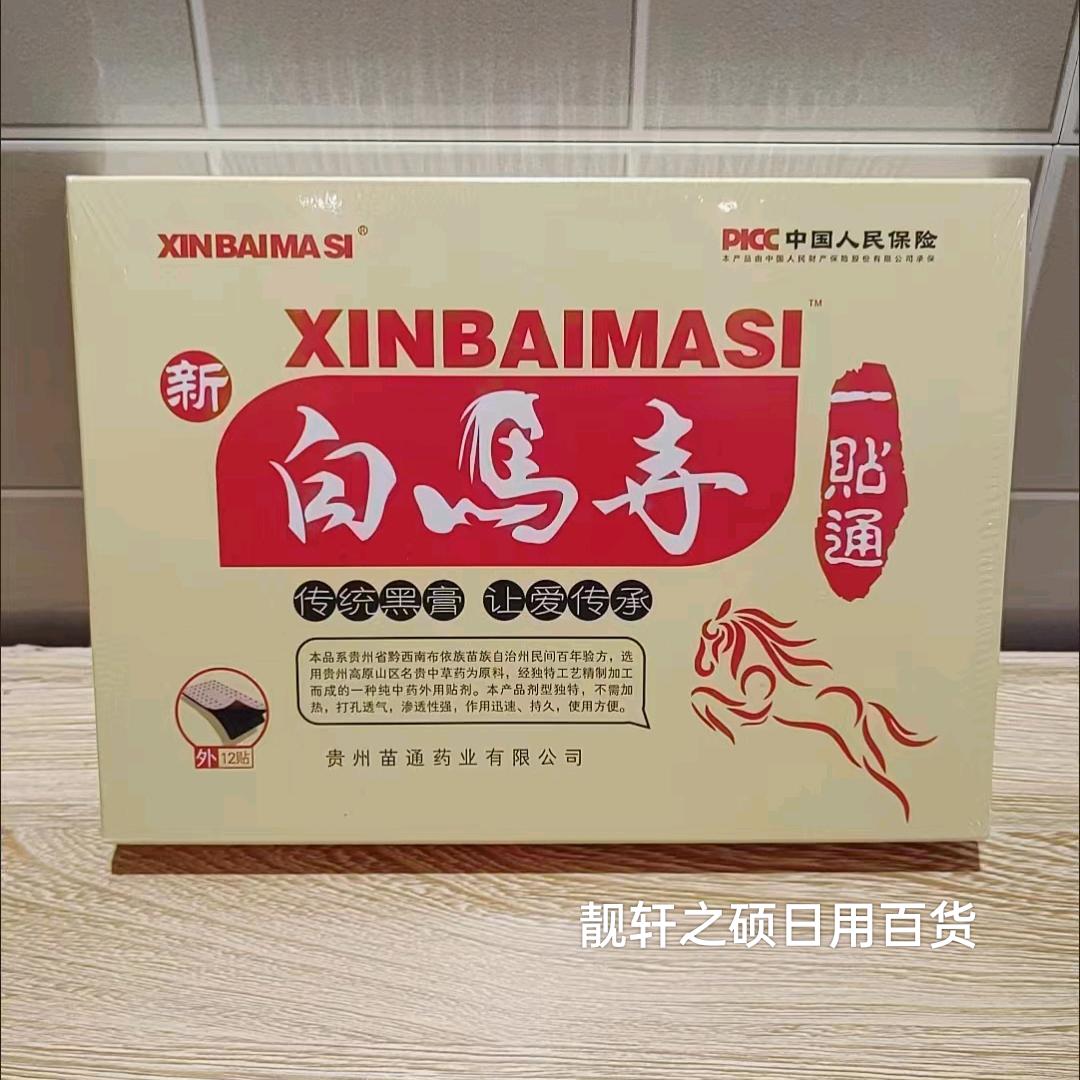 XINBAIMASI®
PICC 中国人民保险
本产品由中国人民财产保险股份有限公司承保
XINBAIMASI™
新
白馬寺
一貼通
传统黑膏 让爱传承
本品系贵州省黔西南布依族苗族自治州民间百年验方，选
用贵州高原山区名贵中草药为原料，经独特工艺精制加工
而成的一种纯中药外用贴剂。本产品剂型独特，不需加
热，打孔透气，渗透性强，作用迅速、持久，使用方便。
外 12贴
贵州苗通药业有限公司
靓轩之硕日用百货